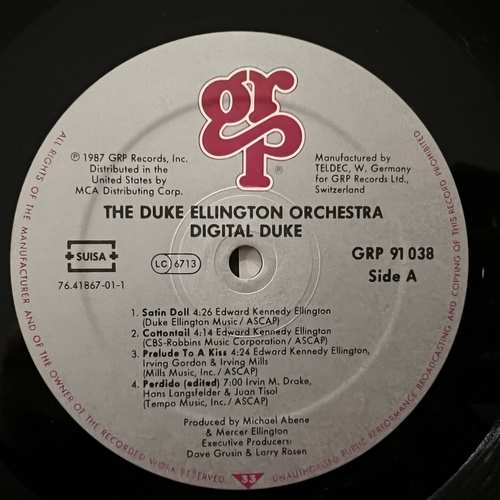 grp
℗ 1987 GRP Records, Inc.
Distributed in the
United States by
MCA Distributing Corp.
Manufactured by
TELDEC, W. Germany
for GRP Records Ltd.,
Switzerland
THE DUKE ELLINGTON ORCHESTRA
DIGITAL DUKE
SUISA
LC 6713
GRP 91 038
Side A
76.41867-01-1
1. Satin Doll 4:26 Edward Kennedy Ellington
(Duke Ellington Music / ASCAP)
2. Cottontail 4:14 Edward Kennedy Ellington
(CBS-Robbins Music Corporation / ASCAP)
3. Prelude To A Kiss 4:24 Edward Kennedy Ellington,
Irving Gordon & Irving Mills
(Mills Music, Inc. / ASCAP)
4. Perdido (edited) 7:00 Irvin M. Drake,
Hans Langsfelder & Juan Tisol
(Tempo Music, Inc. / ASCAP)
Produced by Michael Abene
& Mercer Ellington
Executive Producers:
Dave Grusin & Larry Rosen
33
ALL RIGHTS OF THE MANUFACTURER AND OF THE OWNER OF THE RECORDED WORK RESERVED
UNAUTHORISED PUBLIC PERFORMANCE BROADCASTING AND COPYING OF THIS RECORD PROHIBITED